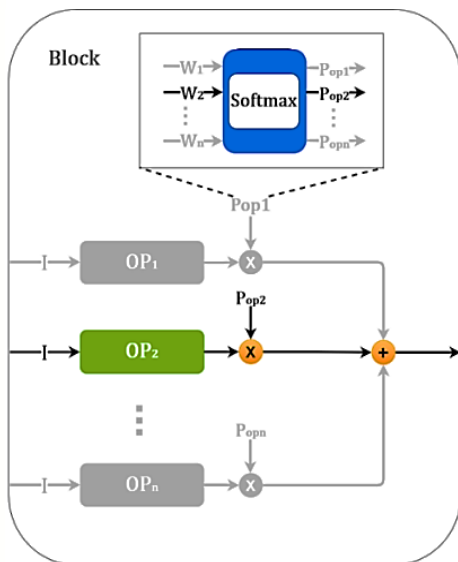 Block
W₁ Pₒₚ₁
W₂ Softmax Pₒₚ₂
Wₙ Pₒₚₙ
Pop1
I OP₁ X
Pₒₚ₂
I OP₂ X +
Pₒₚₙ
I OPₙ X